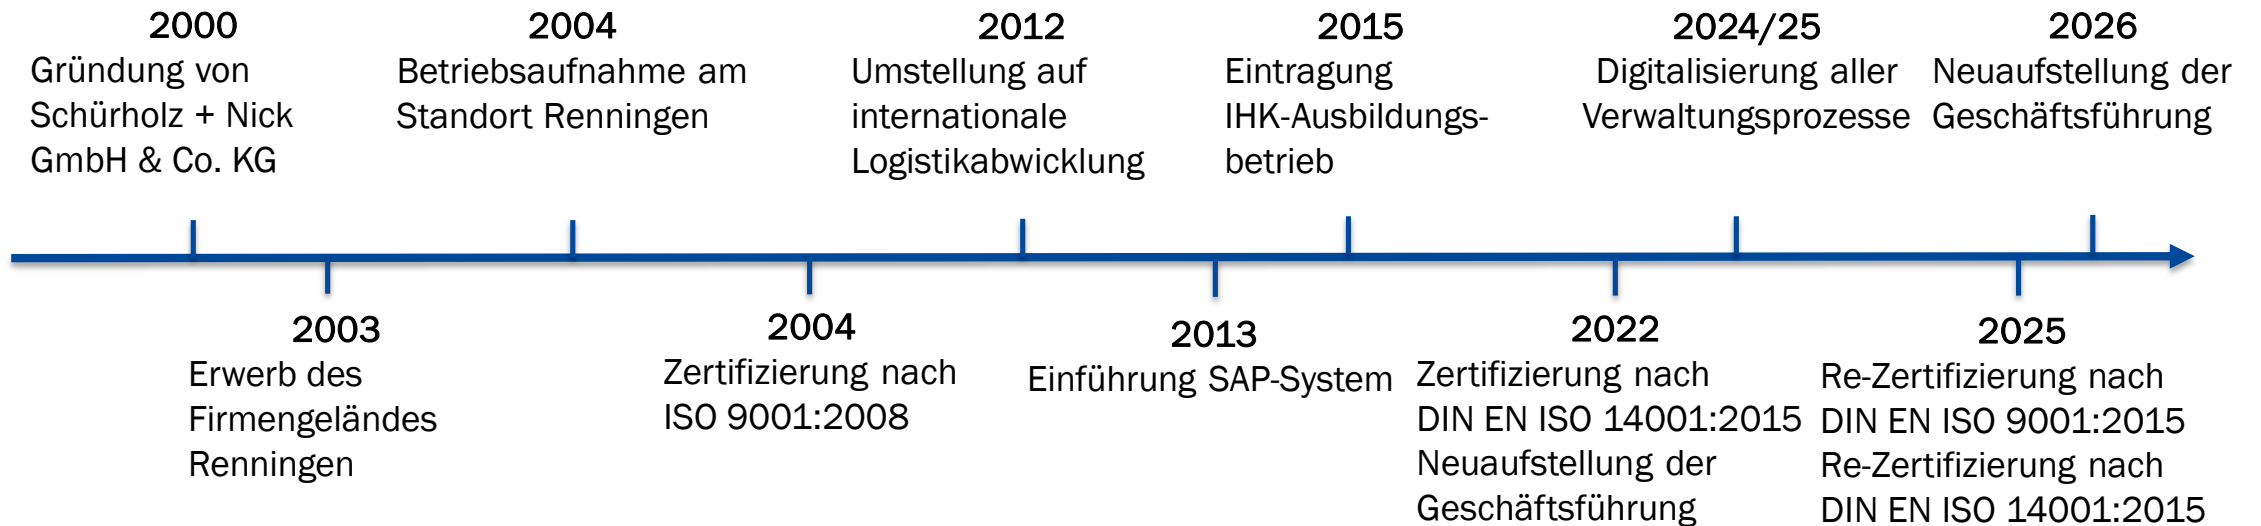 2000
Gründung von
Schürholz + Nick
GmbH & Co. KG
2004
Betriebsaufnahme am
Standort Renningen
2012
Umstellung auf
internationale
Logistikabwicklung
2015
Eintragung
IHK-Ausbildungs-
betrieb
2024/25
Digitalisierung aller
Verwaltungsprozesse
2026
Neuaufstellung der
Geschäftsführung
2003
Erwerb des
Firmengeländes
Renningen
2004
Zertifizierung nach
ISO 9001:2008
2013
Einführung SAP-System
2022
Zertifizierung nach
DIN EN ISO 14001:2015
Neuaufstellung der
Geschäftsführung
2025
Re-Zertifizierung nach
DIN EN ISO 9001:2015
Re-Zertifizierung nach
DIN EN ISO 14001:2015